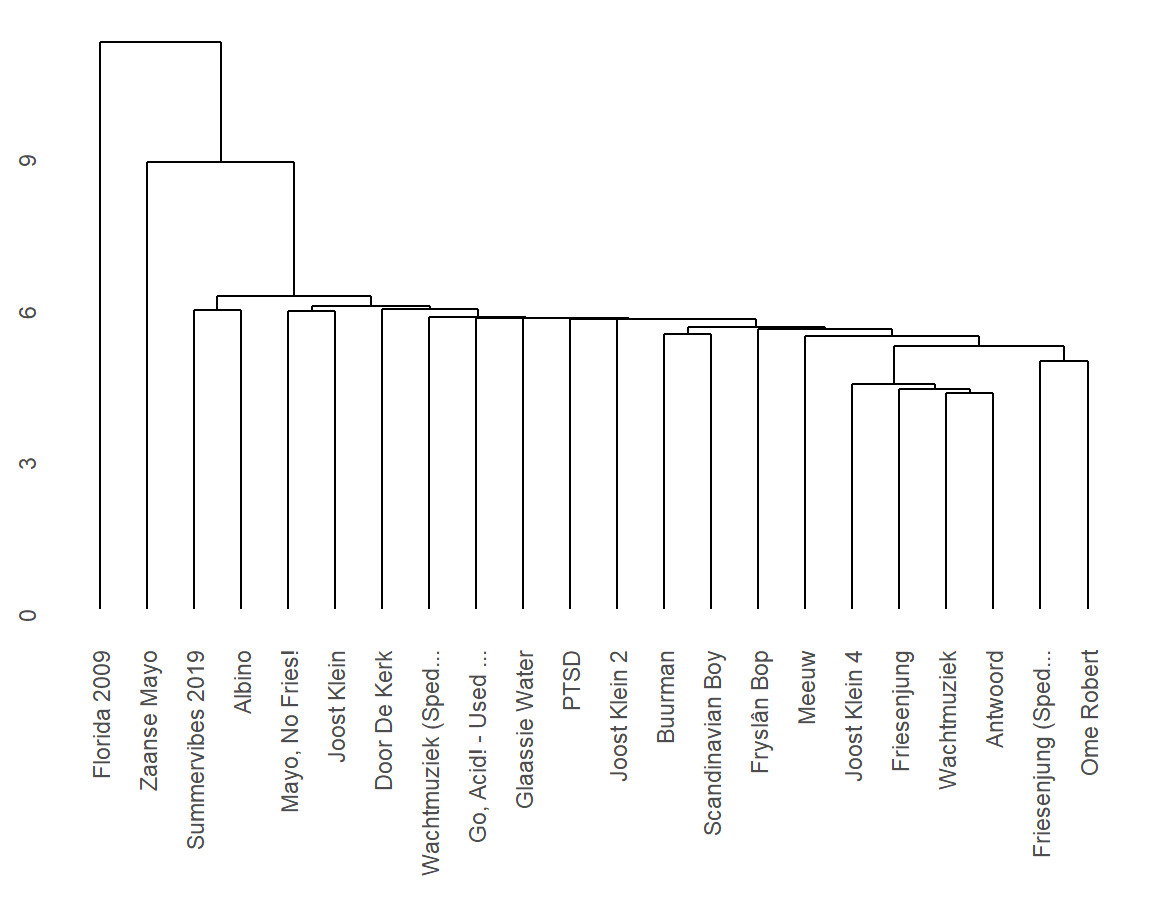 9
6
3
0
Florida 2009
Zaanse Mayo
Summervibes 2019
Albino
Mayo, No Fries!
Joost Klein
Door De Kerk
Wachtmuziek (Sped...
Go, Acid! - Used ...
Glaassie Water
PTSD
Joost Klein 2
Buurman
Scandinavian Boy
Fryslân Bop
Meeuw
Joost Klein 4
Friesenjung
Wachtmuziek
Antwoord
Friesenjung (Sped...
Ome Robert